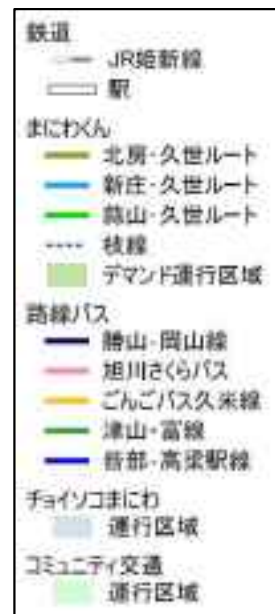 鉄道
JR姫新線
駅
まにわくん
北房・久世ルート
新庄・久世ルート
蒜山・久世ルート
枝線
デマンド運行区域
路線バス
勝山-岡山線
旭川さくらバス
ごんごバス久米線
津山・富線
呰部-高梁駅線
チョイソコまにわ
運行区域
コミュニティ交通
運行区域